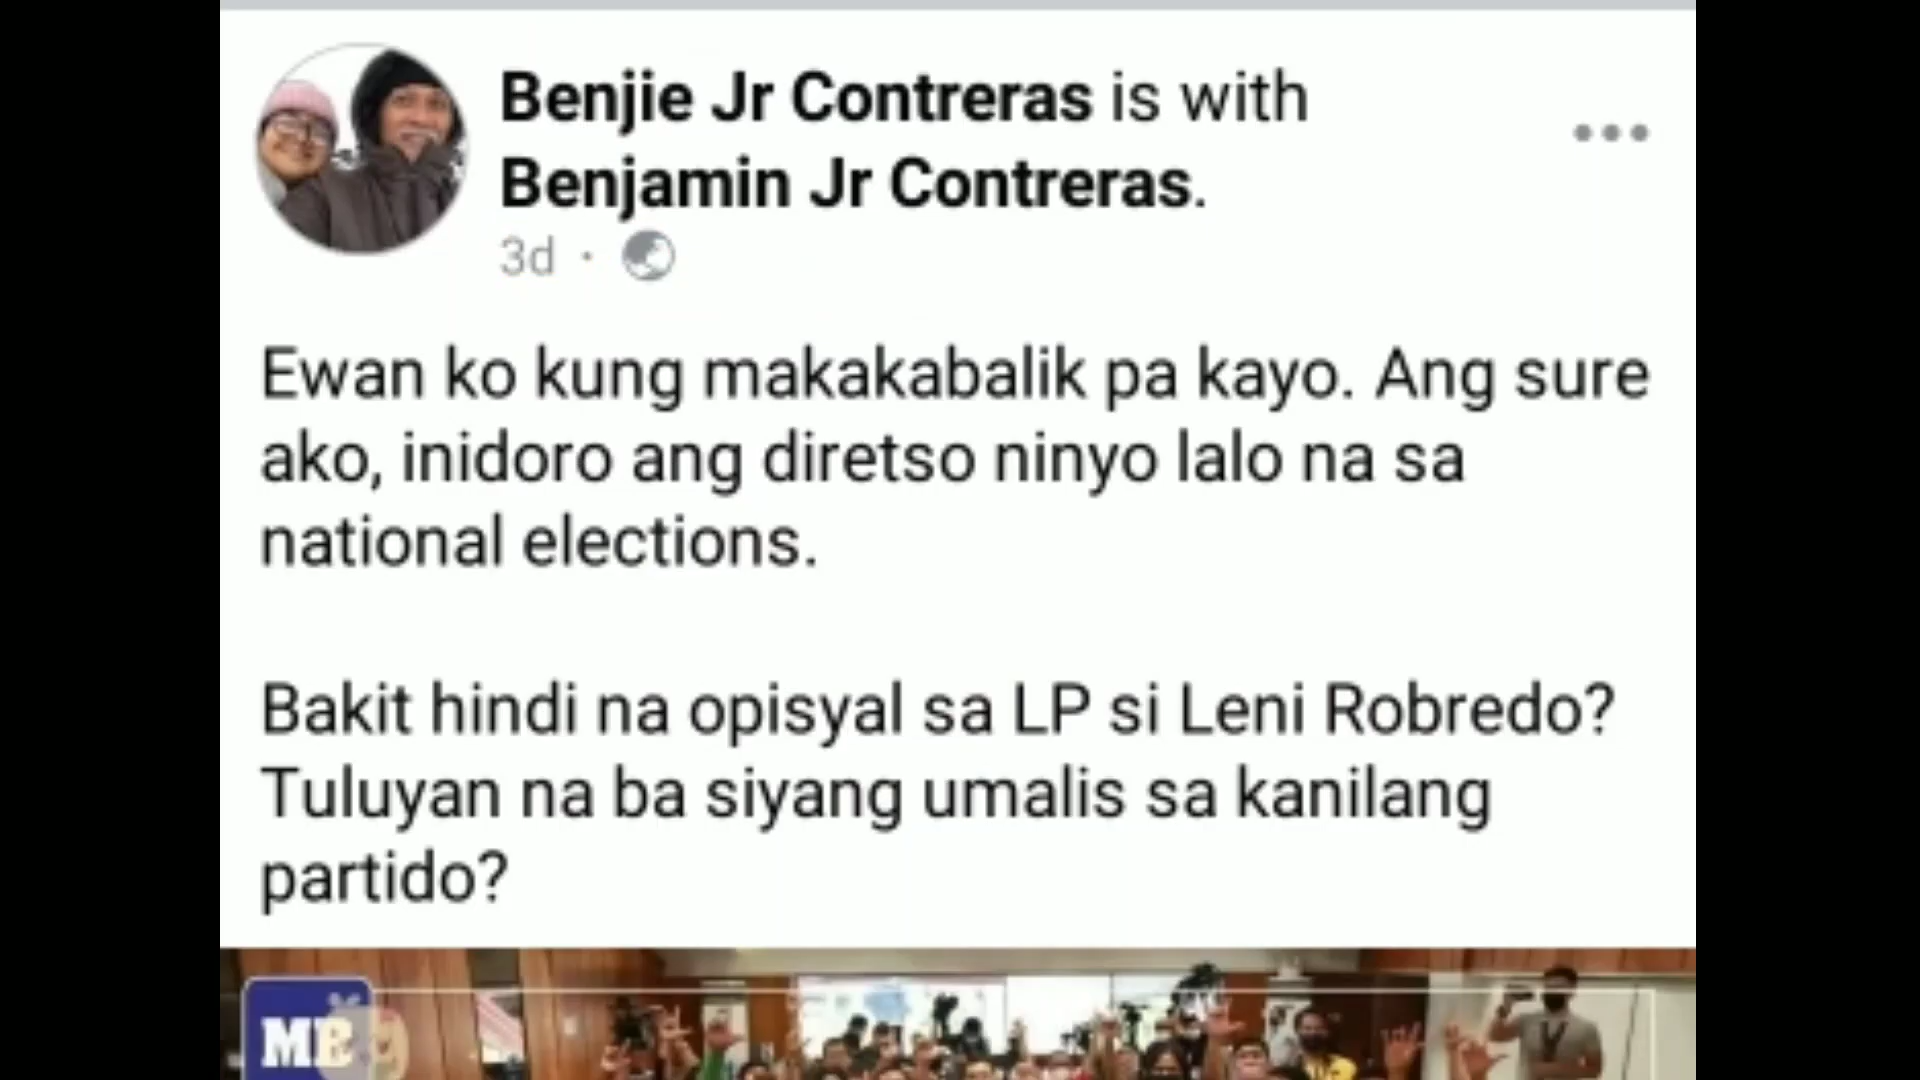 Benjie Jr Contreras is with
Benjamin Jr Contreras.
3d ·
Ewan ko kung makakabalik pa kayo. Ang sure
ako, inidoro ang diretso ninyo lalo na sa
national elections.
Bakit hindi na opisyal sa LP si Leni Robredo?
Tuluyan na ba siyang umalis sa kanilang
partido?
MB